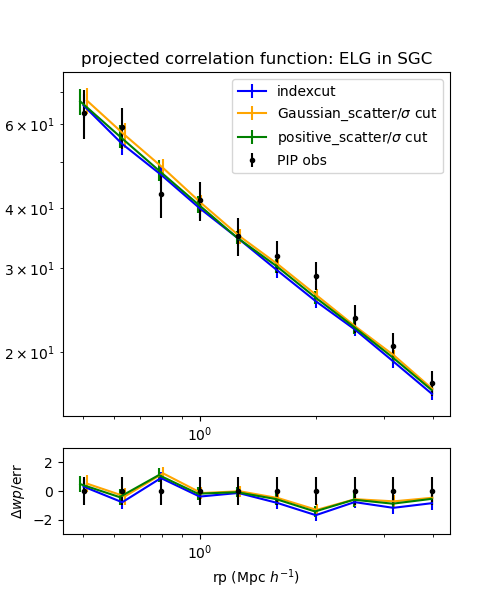 projected correlation function: ELG in SGC
6 × 10¹
4 × 10¹
3 × 10¹
2 × 10¹
indexcut
Gaussian_scatter/σ cut
positive_scatter/σ cut
PIP obs
10⁰
Δwp/err
2
0
−2
10⁰
rp (Mpc h⁻¹)